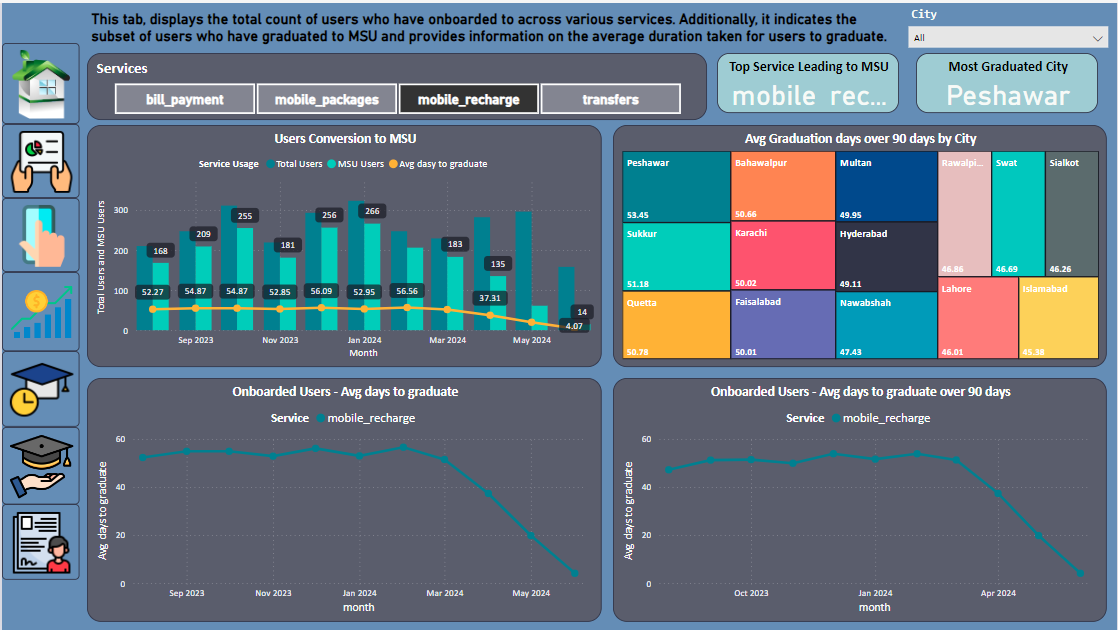 This tab, displays the total count of users who have onboarded to across various services. Additionally, it indicates the
subset of users who have graduated to MSU and provides information on the average duration taken for users to graduate.
City
All
Services
bill_payment
mobile_packages
mobile_recharge
transfers
Top Service Leading to MSU
mobile_rec...
Most Graduated City
Peshawar
Users Conversion to MSU
Service Usage Total Users MSU Users Avg dasy to graduate
Total Users and MSU Users
300
200
100
0
168
209
255
181
256
266
183
135
14
52.27
54.87
54.87
52.85
56.09
52.95
56.56
37.31
4.07
Sep 2023
Nov 2023
Jan 2024
Mar 2024
May 2024
Month
Avg Graduation days over 90 days by City
Peshawar
53.45
Sukkur
51.18
Quetta
50.78
Bahawalpur
50.66
Karachi
50.02
Faisalabad
50.01
Multan
49.95
Hyderabad
49.11
Nawabshah
47.43
Rawalpi...
46.86
Swat
46.69
Sialkot
46.26
Lahore
46.01
Islamabad
45.38
Onboarded Users - Avg days to graduate
Service mobile_recharge
Avg days to graduate
60
40
20
0
Sep 2023
Nov 2023
Jan 2024
Mar 2024
May 2024
month
Onboarded Users - Avg days to graduate over 90 days
Service mobile_recharge
Avg days to graduate
60
40
20
0
Oct 2023
Jan 2024
Apr 2024
month